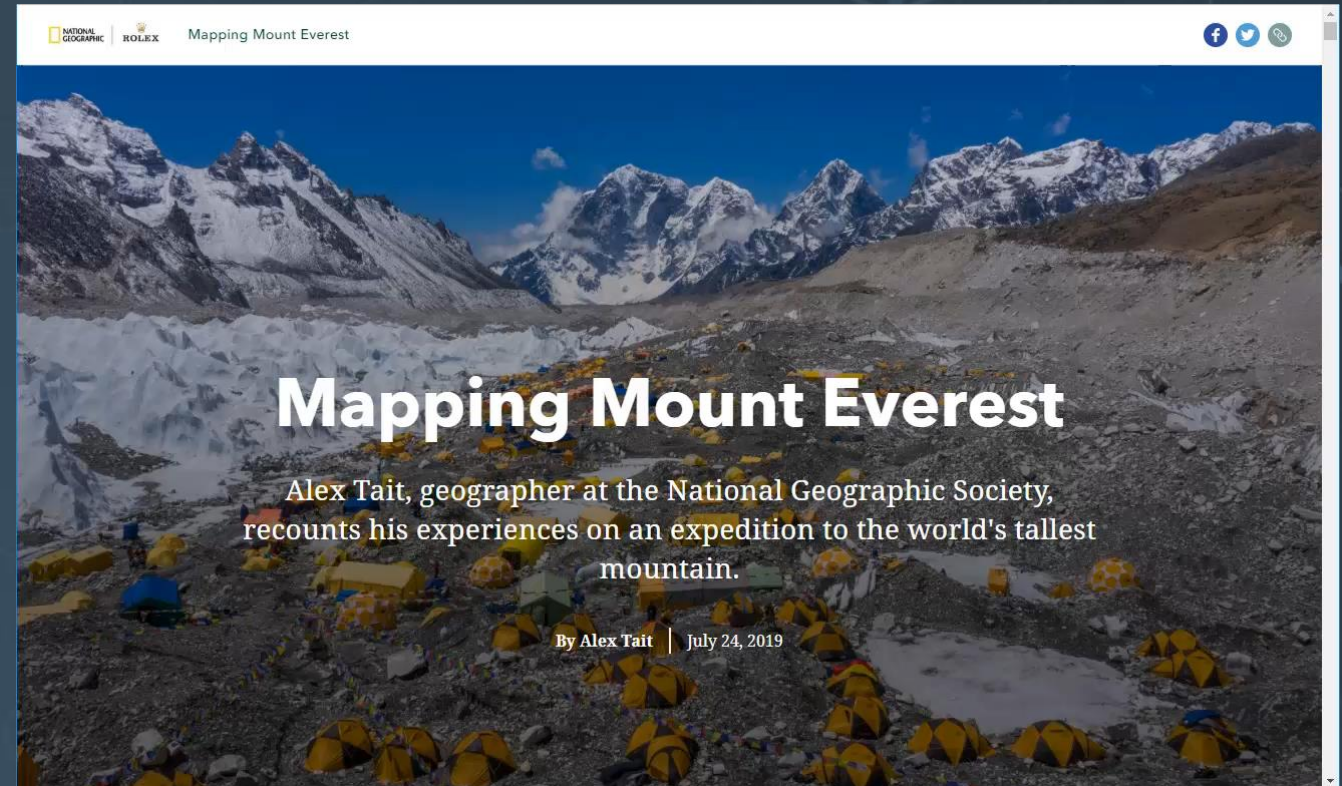 NATIONAL
GEOGRAPHIC
ROLEX
Mapping Mount Everest
Mapping Mount Everest
Alex Tait, geographer at the National Geographic Society,
recounts his experiences on an expedition to the world's tallest
mountain.
By Alex Tait | July 24, 2019